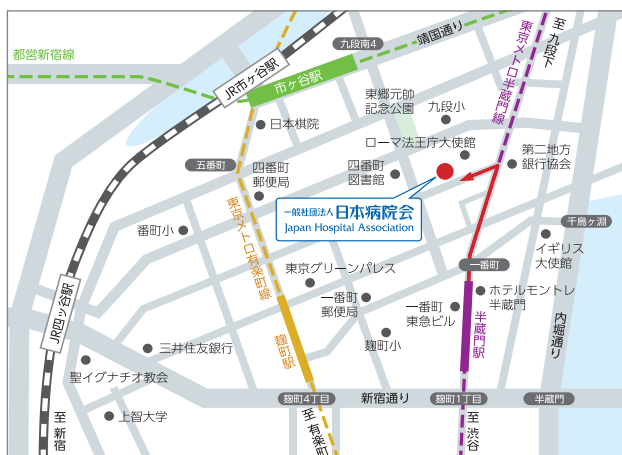 至
九段下
九段南4
靖国通り
都営新宿線
東京メトロ半蔵門線
JR市ヶ谷駅
市ヶ谷駅
東郷元帥
記念公園
九段小
日本棋院
ローマ法王庁大使館
第二地方
銀行協会
五番町
四番町
郵便局
四番町
図書館
一般社団法人 日本病院会
Japan Hospital Association
千鳥ヶ淵
番町小
東京メトロ有楽町線
イギリス
大使館
一番町
東京グリーンパレス
ホテルモントレ
半蔵門
一番町
郵便局
一番町
東急ビル
JR四ッ谷駅
麹町駅
半蔵門駅
内堀通り
麹町小
三井住友銀行
聖イグナチオ教会
麹町4丁目
新宿通り
麹町1丁目
半蔵門
上智大学
至
新宿
至
有楽町
至
渋谷